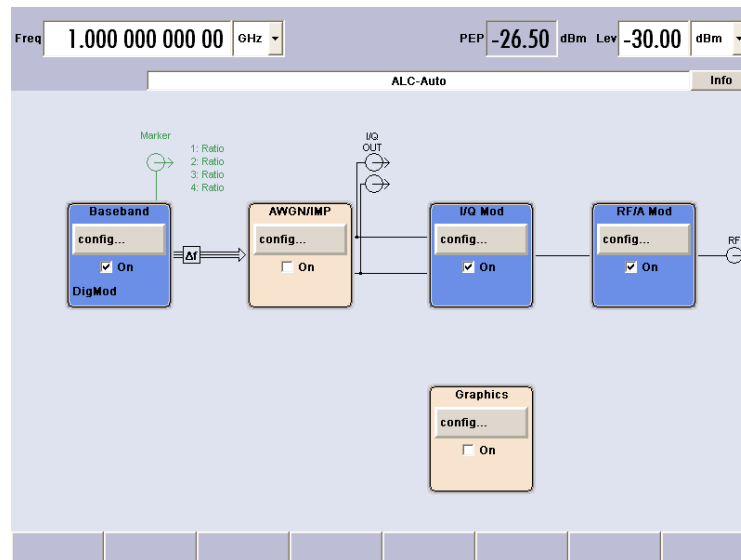 Freq 1.000 000 000 00 GHz PEP -26.50 dBm Lev -30.00 dBm
ALC-Auto Info
Marker
1: Ratio
2: Ratio
3: Ratio
4: Ratio
I/Q
OUT
Baseband AWGN/IMP I/Q Mod RF/A Mod
config... config... config... config...
RF
Δf
On On On On
DigMod
Graphics
config...
On